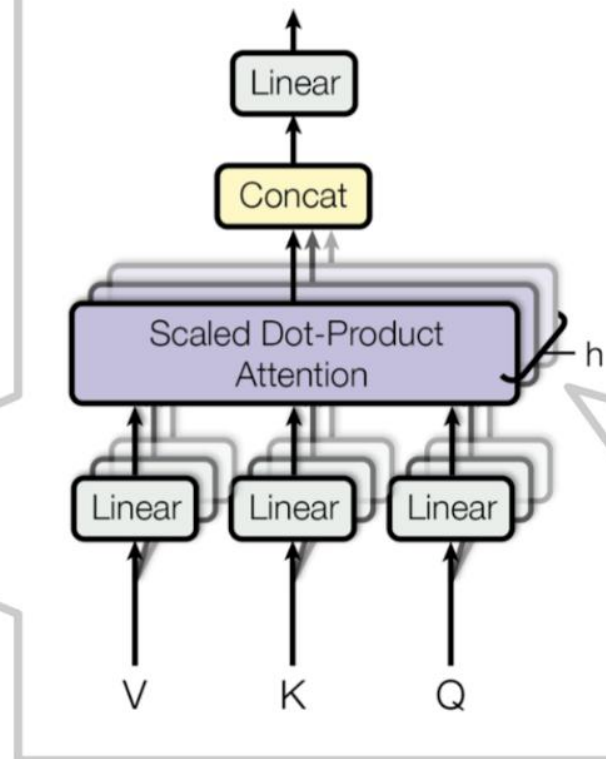 Linear
Concat
Scaled Dot-Product
Attention
h
Linear
Linear
Linear
V
K
Q